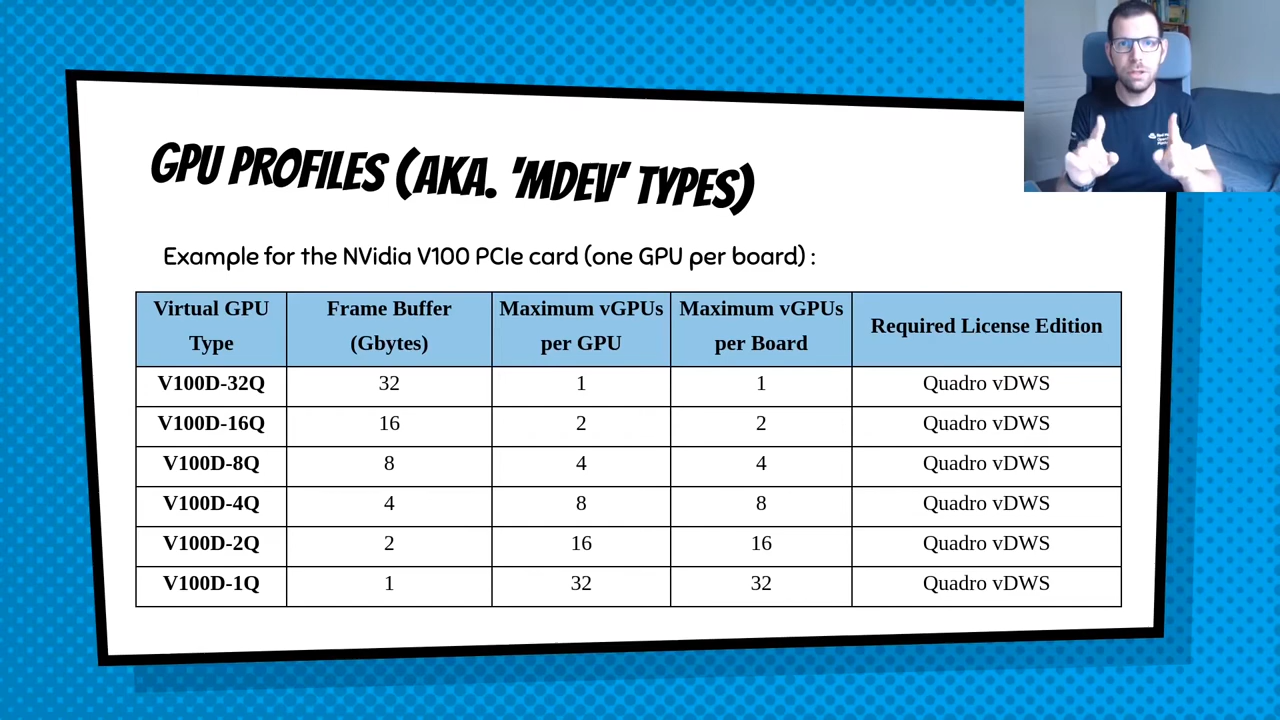 GPU PROFILES (AKA. 'MDEV' TYPES)
Example for the NVidia V100 PCIe card (one GPU per board) :
Virtual GPU Type Frame Buffer (Gbytes) Maximum vGPUs per GPU Maximum vGPUs per Board Required License Edition
V100D-32Q 32 1 1 Quadro vDWS
V100D-16Q 16 2 2 Quadro vDWS
V100D-8Q 8 4 4 Quadro vDWS
V100D-4Q 4 8 8 Quadro vDWS
V100D-2Q 2 16 16 Quadro vDWS
V100D-1Q 1 32 32 Quadro vDWS